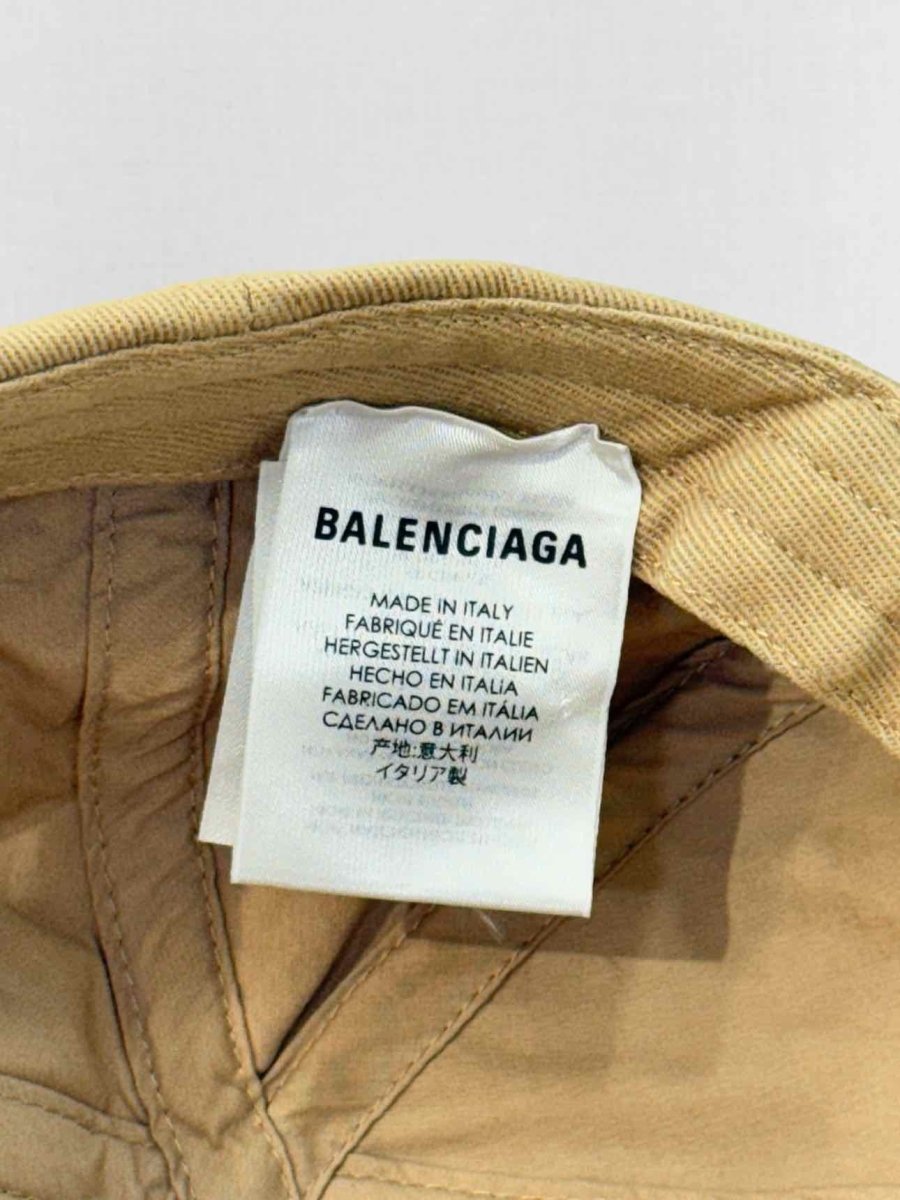 BALENCIAGA
MADE IN ITALY
FABRIQUÉ EN ITALIE
HERGESTELLT IN ITALIEN
HECHO EN ITALIA
FABRICADO EM ITÁLIA
СДЕЛАНО В ИТАЛИИ
产地:意大利
イタリア製